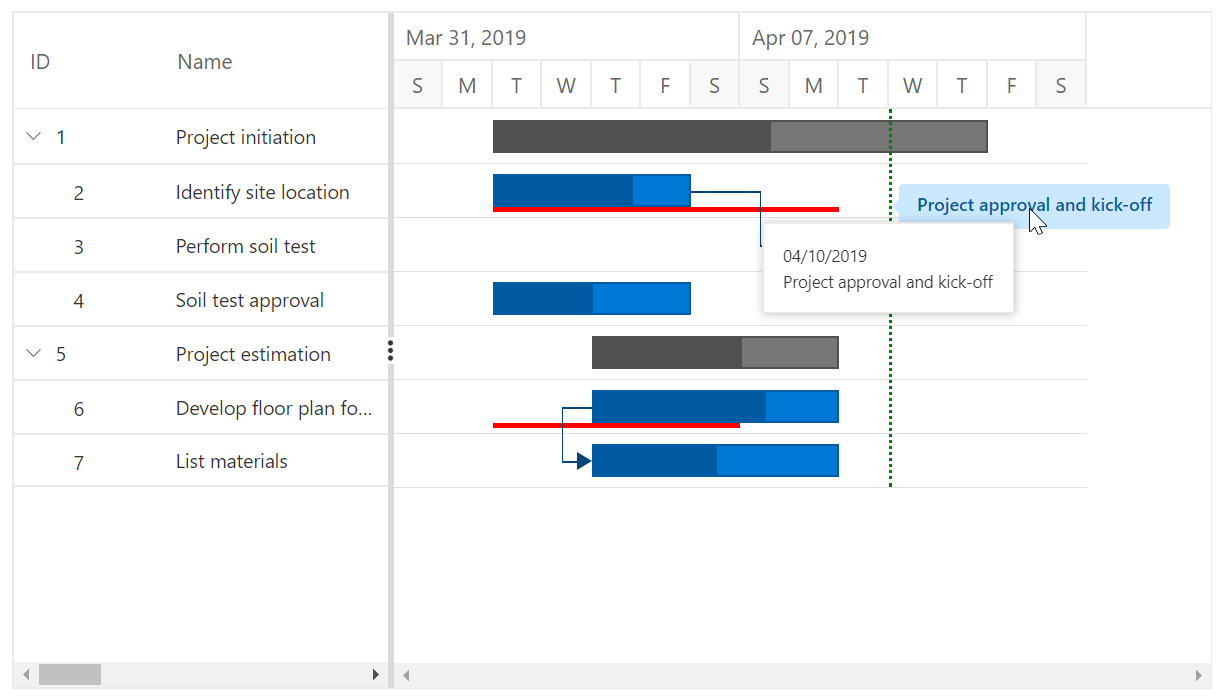 ID Name Mar 31, 2019 Apr 07, 2019
S M T W T F S S M T W T F S
1 Project initiation
2 Identify site location
Project approval and kick-off
3 Perform soil test
04/10/2019
Project approval and kick-off
4 Soil test approval
5 Project estimation
6 Develop floor plan fo...
7 List materials